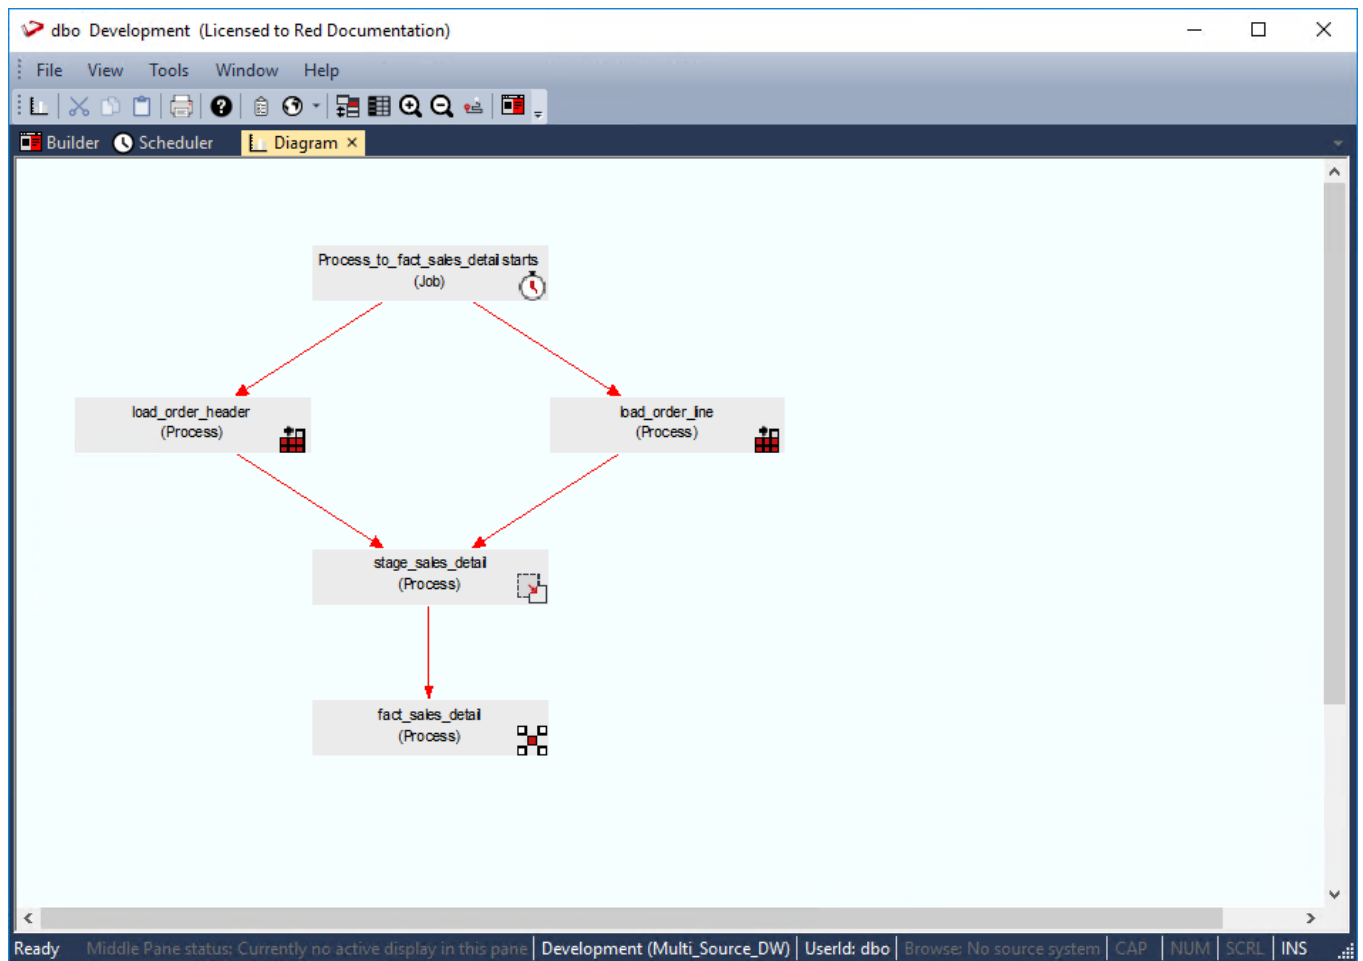 dbo Development (Licensed to Red Documentation)
File View Tools Window Help
Builder Scheduler Diagram ×
Process_to_fact_sales_detail starts
(Job)
load_order_header
(Process)
load_order_line
(Process)
stage_sales_detail
(Process)
fact_sales_detail
(Process)
Ready Middle Pane status: Currently no active display in this pane Development (Multi_Source_DW) UserId: dbo Browse: No source system CAP NUM SCRL INS